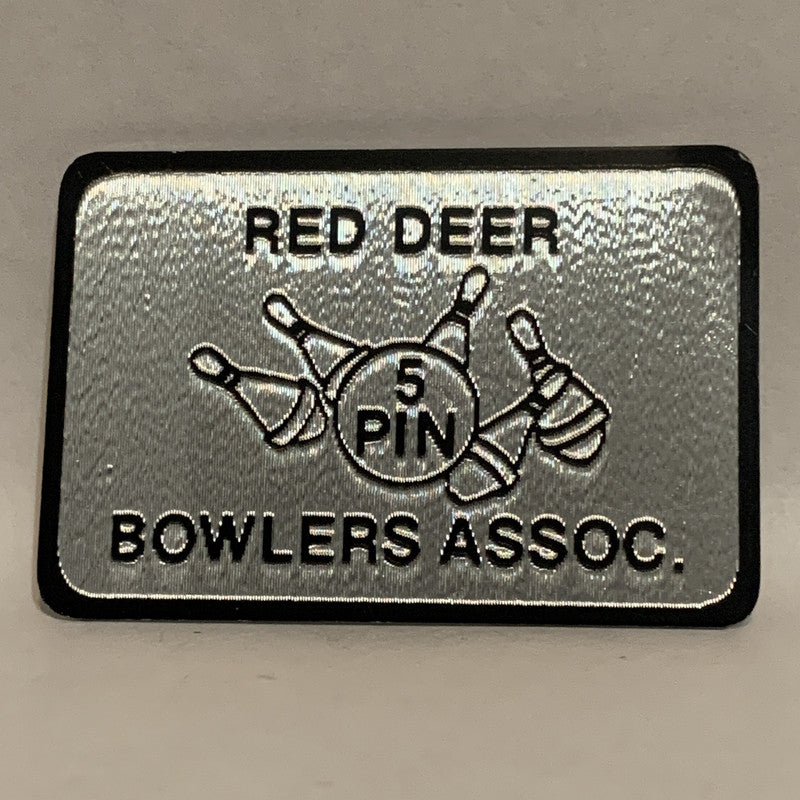 RED DEER
5
PIN
BOWLERS ASSOC.